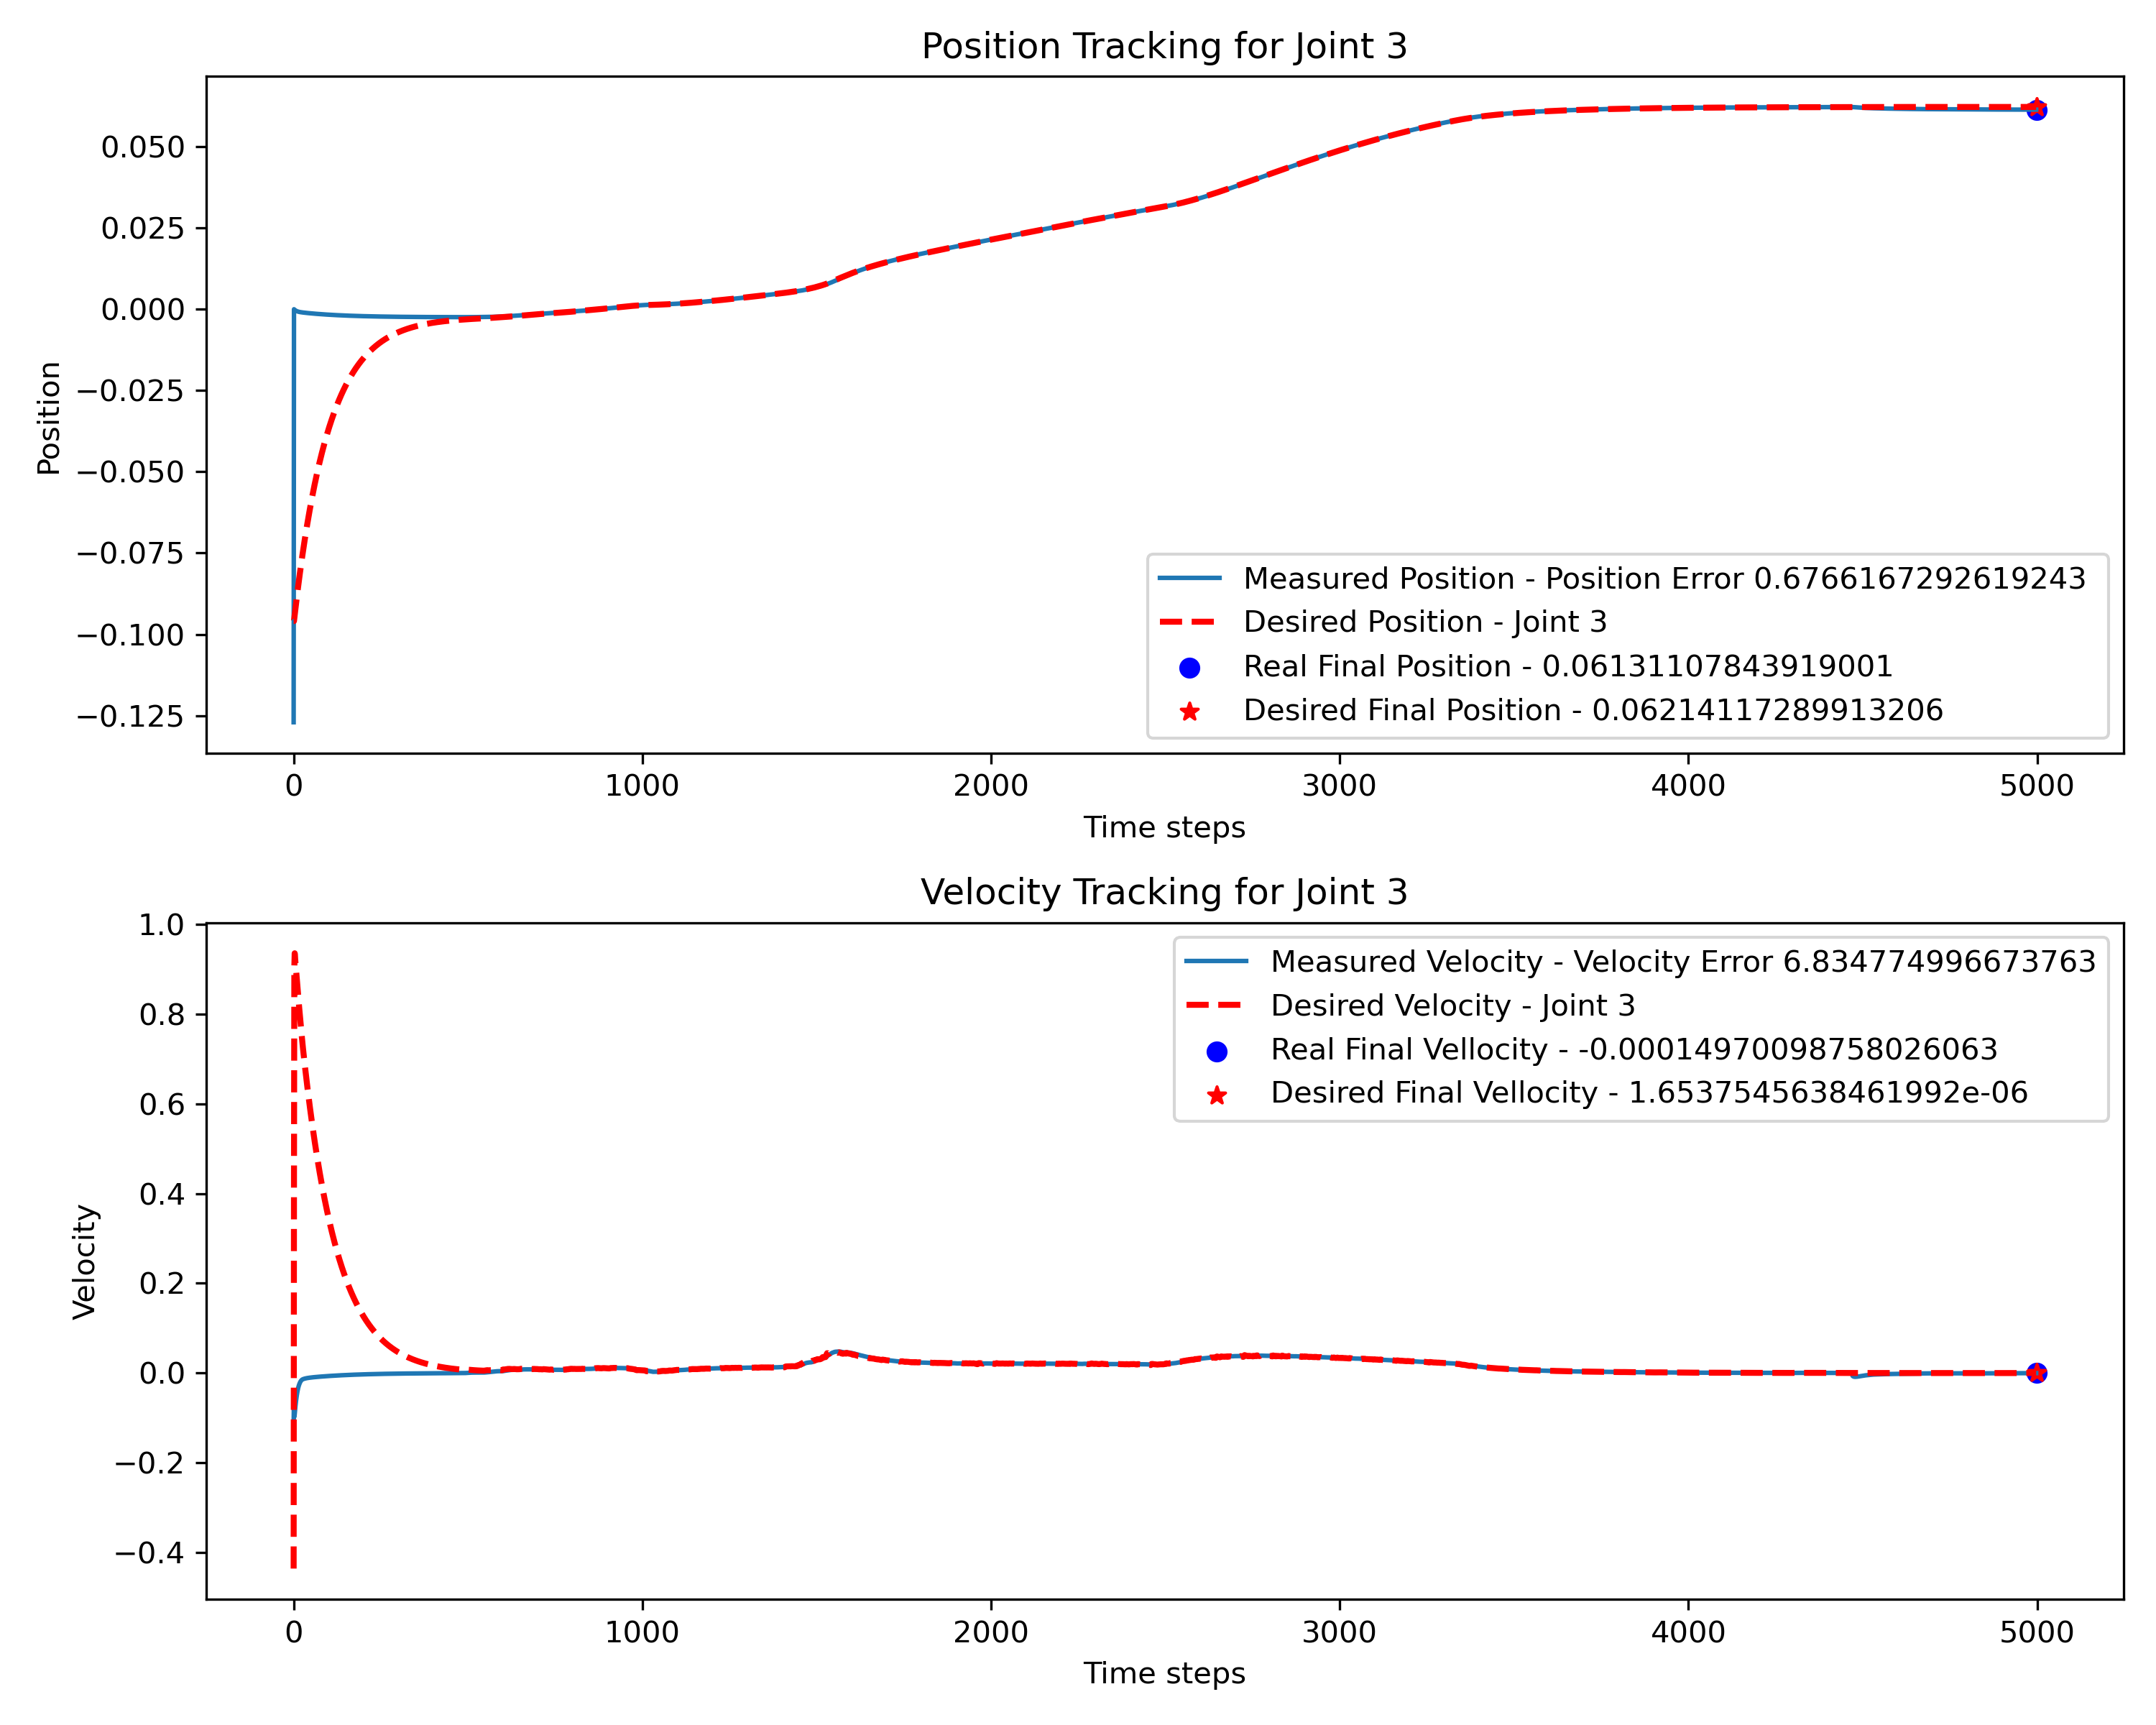 Position Tracking for Joint 3
0.050
0.025
0.000
−0.025
−0.050
−0.075
−0.100
−0.125
Position
Measured Position - Position Error 0.6766167292619243
Desired Position - Joint 3
Real Final Position - 0.06131107843919001
Desired Final Position - 0.06214117289913206
0 1000 2000 3000 4000 5000
Time steps
Velocity Tracking for Joint 3
1.0
0.8
0.6
0.4
0.2
0.0
−0.2
−0.4
Velocity
Measured Velocity - Velocity Error 6.834774996673763
Desired Velocity - Joint 3
Real Final Vellocity - -0.00014970098758026063
Desired Final Vellocity - 1.6537545638461992e-06
0 1000 2000 3000 4000 5000
Time steps